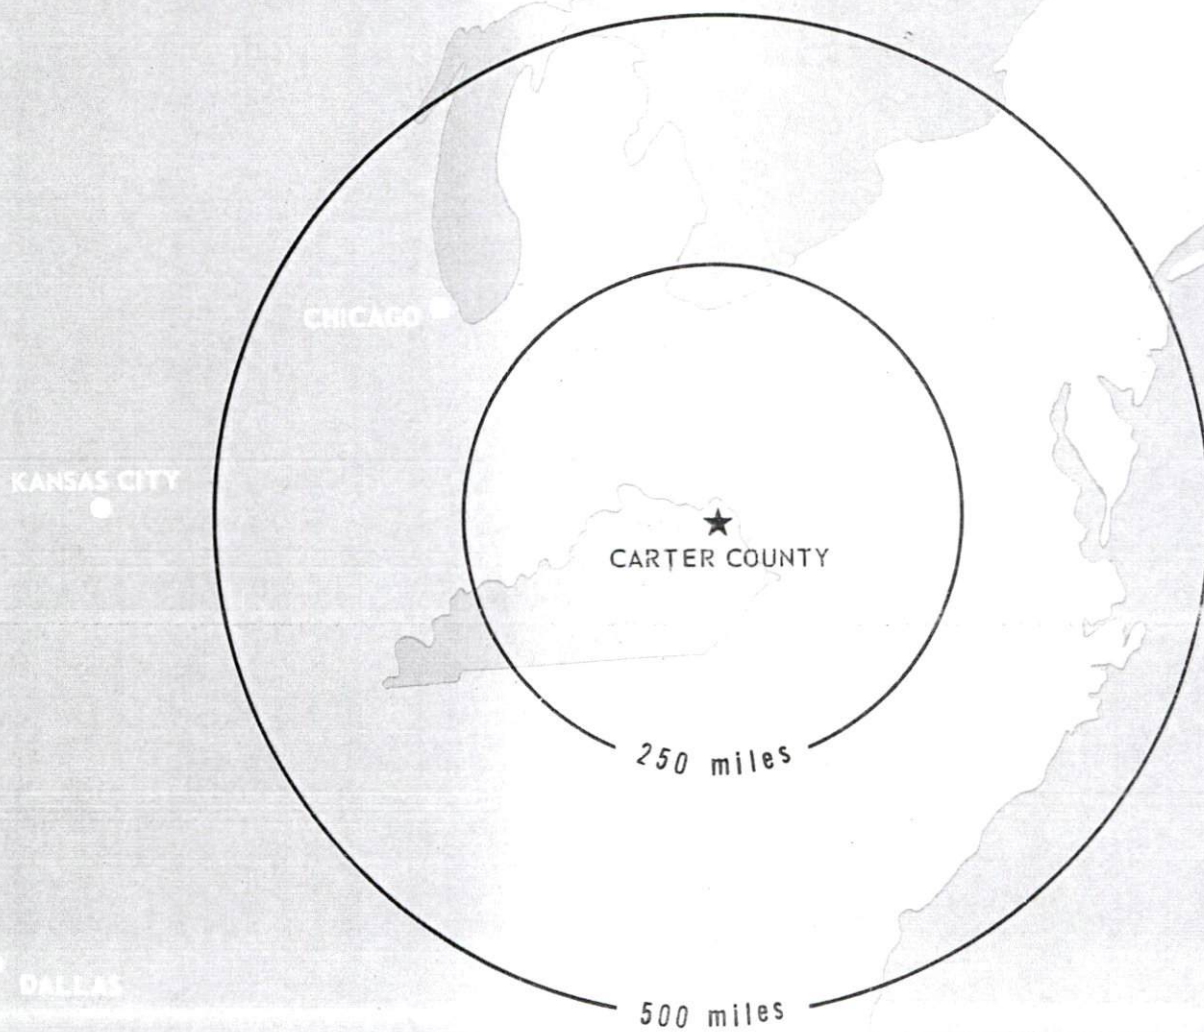 CHICAGO
KANSAS CITY
CARTER COUNTY
250 miles
DALLAS
500 miles